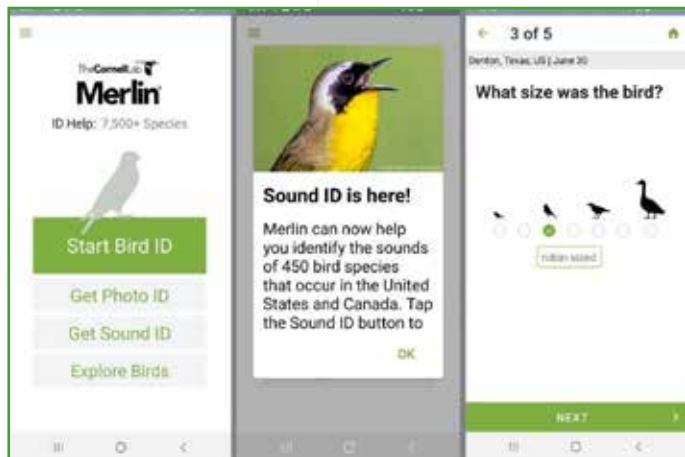 TheCornellLab
Merlin
ID Help: 7,500+ Species
Start Bird ID
Get Photo ID
Get Sound ID
Explore Birds
Sound ID is here!
Merlin can now help
you identify the sounds
of 450 bird species
that occur in the United
States and Canada. Tap
the Sound ID button to
OK
3 of 5
Denton, Texas, US | June 30
What size was the bird?
robin sized
NEXT